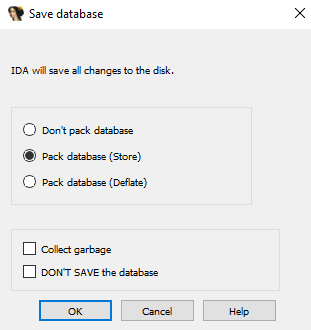 Save database
IDA will save all changes to the disk.
Don't pack database
Pack database (Store)
Pack database (Deflate)
Collect garbage
DON'T SAVE the database
OK
Cancel
Help